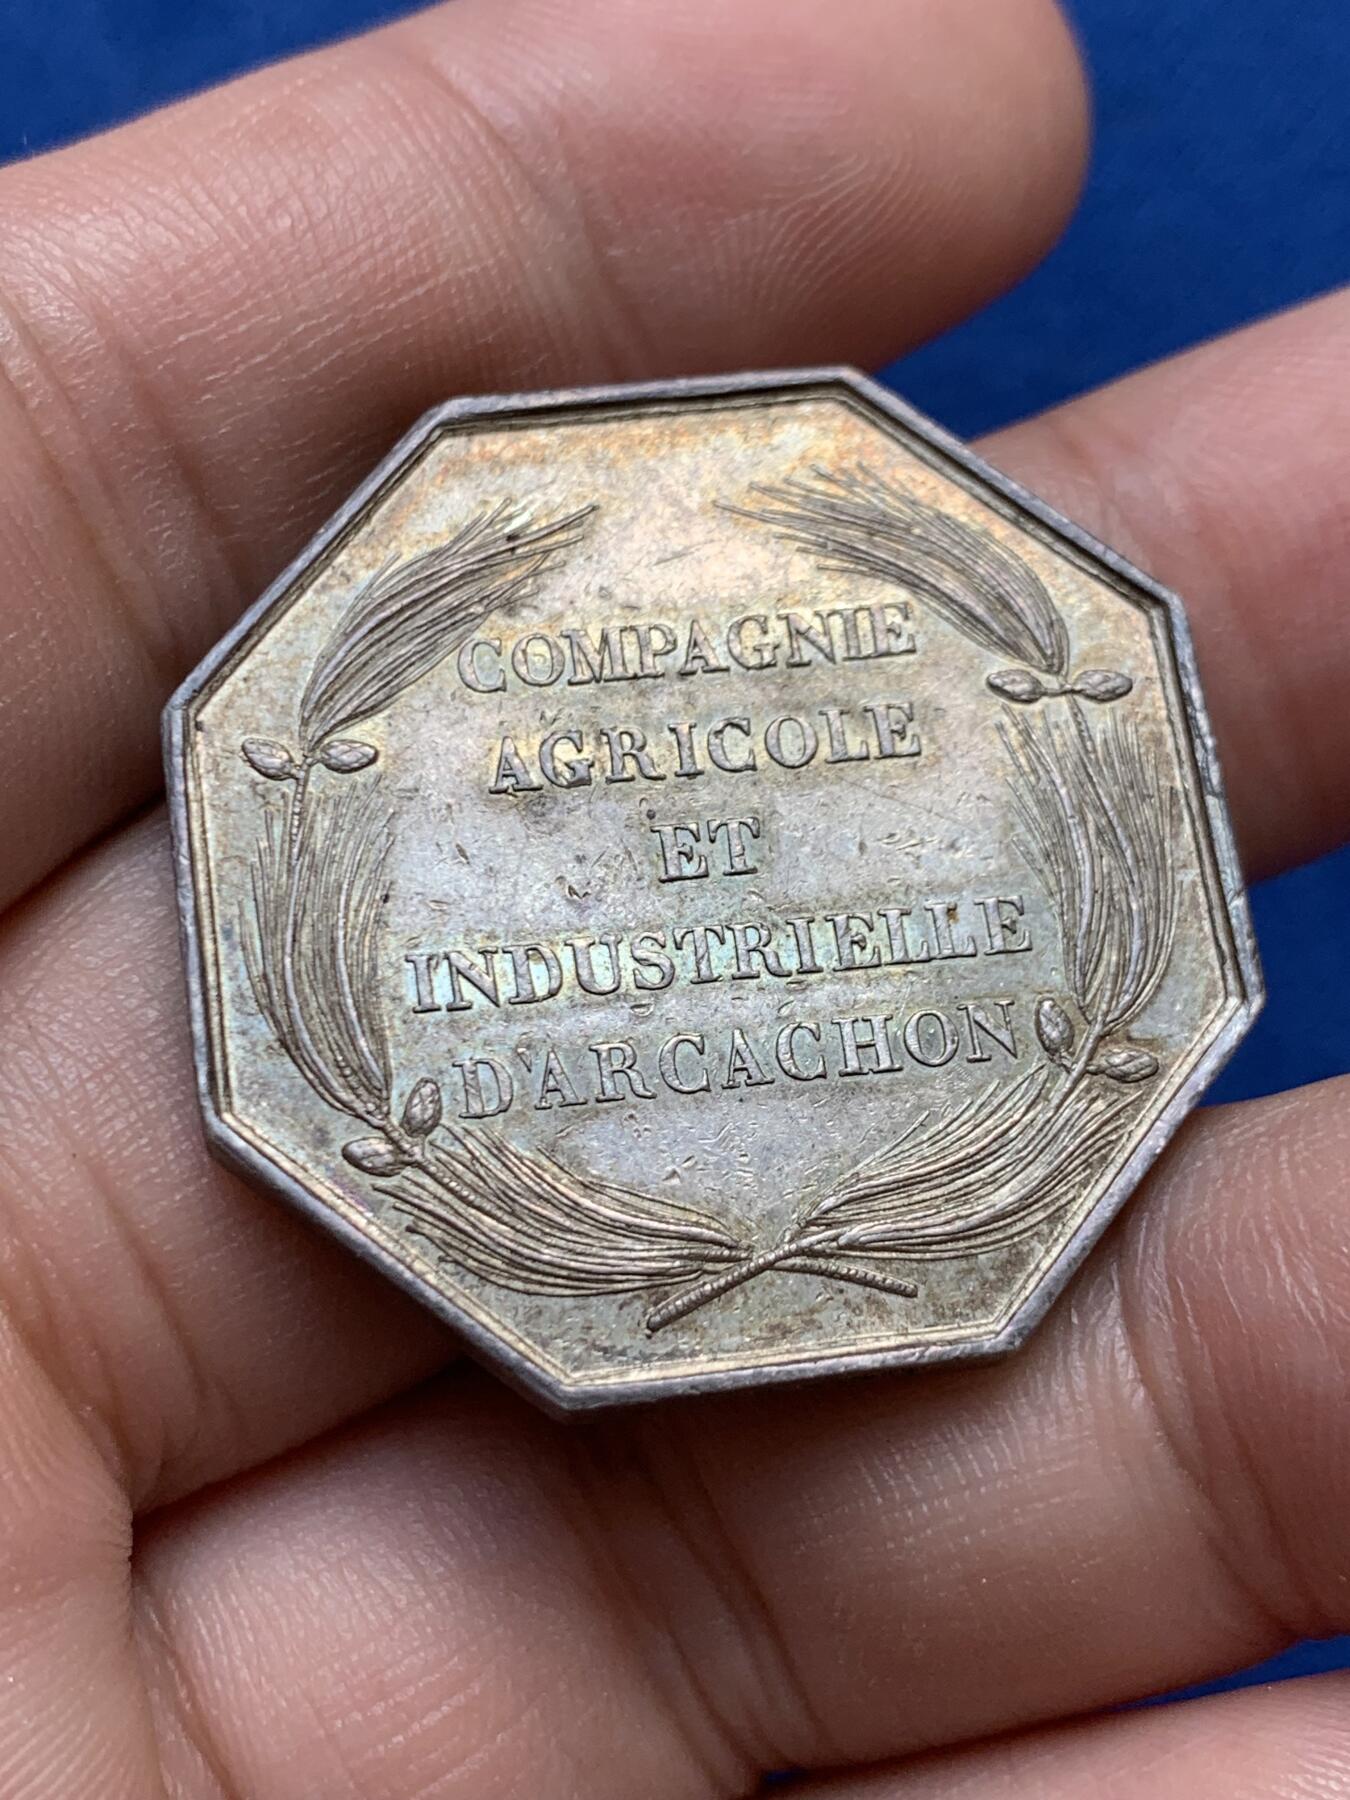 COMPAGNIE
AGRICOLE
ET
INDUSTRIELLE
D'ARCACHON